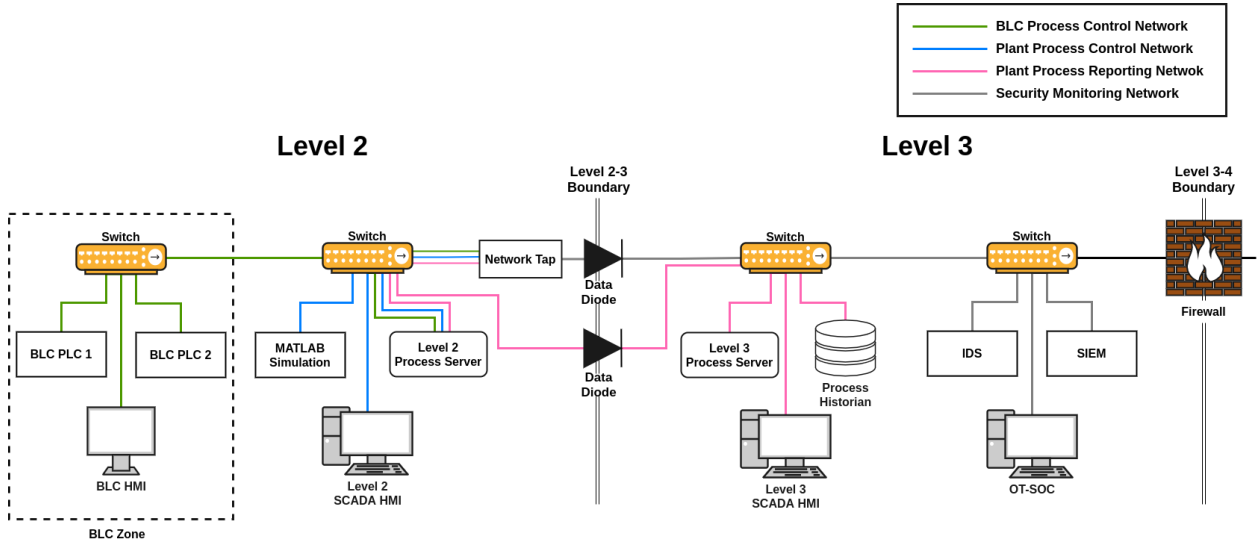 BLC Process Control Network
Plant Process Control Network
Plant Process Reporting Netwok
Security Monitoring Network
Level 2
Level 3
Level 2-3
Boundary
Level 3-4
Boundary
Switch
Switch
Switch
Switch
Network Tap
Data
Diode
Firewall
BLC PLC 1
BLC PLC 2
MATLAB
Simulation
Level 2
Process Server
Level 3
Process Server
IDS
SIEM
Data
Diode
Process
Historian
BLC HMI
Level 2
SCADA HMI
Level 3
SCADA HMI
OT-SOC
BLC Zone